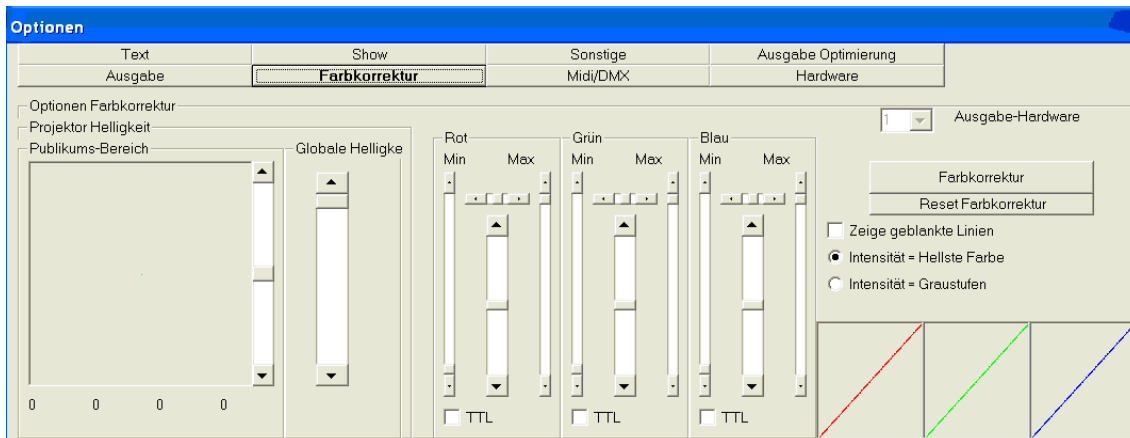 Optionen
Text Show Sonstige Ausgabe Optimierung
Ausgabe Farbkorrektur Midi/DMX Hardware
Optionen Farbkorrektur
Projektor Helligkeit
Publikums-Bereich Globale Helligke
0 0 0 0
Rot Grün Blau
Min Max Min Max Min Max
TTL TTL TTL
1 Ausgabe-Hardware
Farbkorrektur
Reset Farbkorrektur
Zeige geblankte Linien
Intensität = Hellste Farbe
Intensität = Graustufen